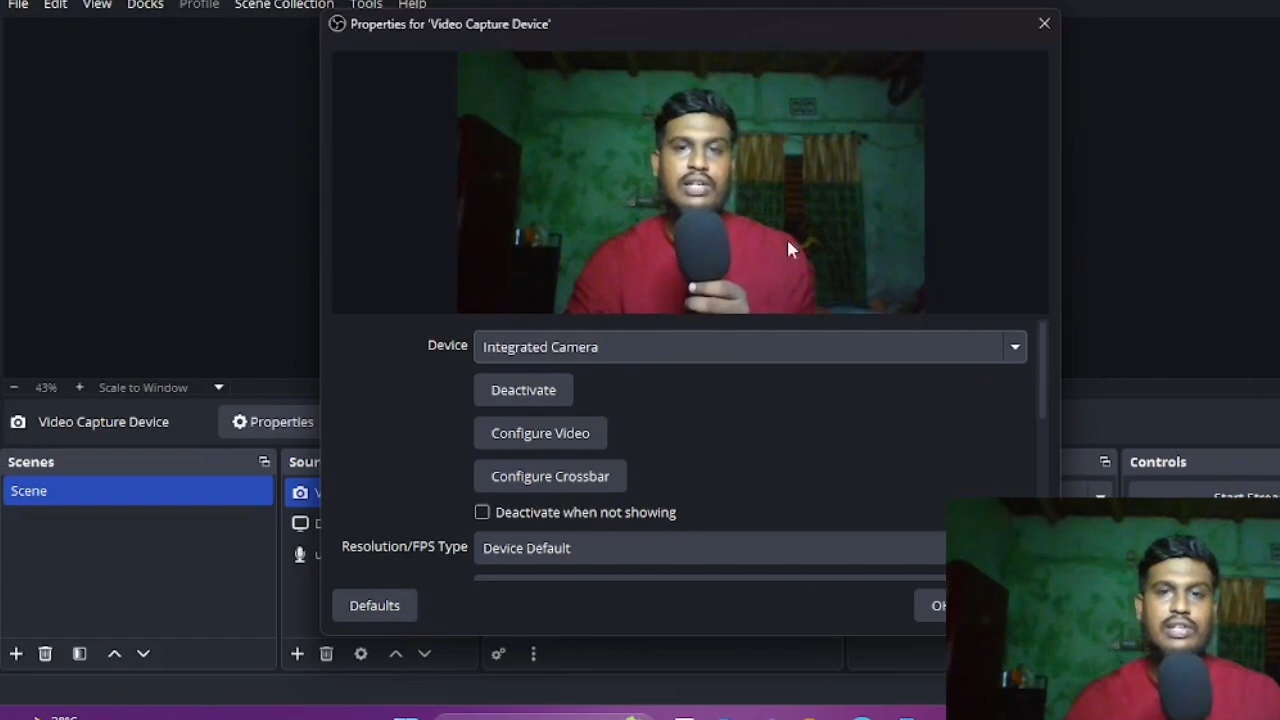 File Edit View Docks Profile Scene Collection Tools Help
Properties for 'Video Capture Device'
Device Integrated Camera
Deactivate
43% Scale to Window
Video Capture Device Properties
Configure Video
Scenes
Controls
Configure Crossbar
Scene
Deactivate when not showing
Resolution/FPS Type Device Default
Defaults